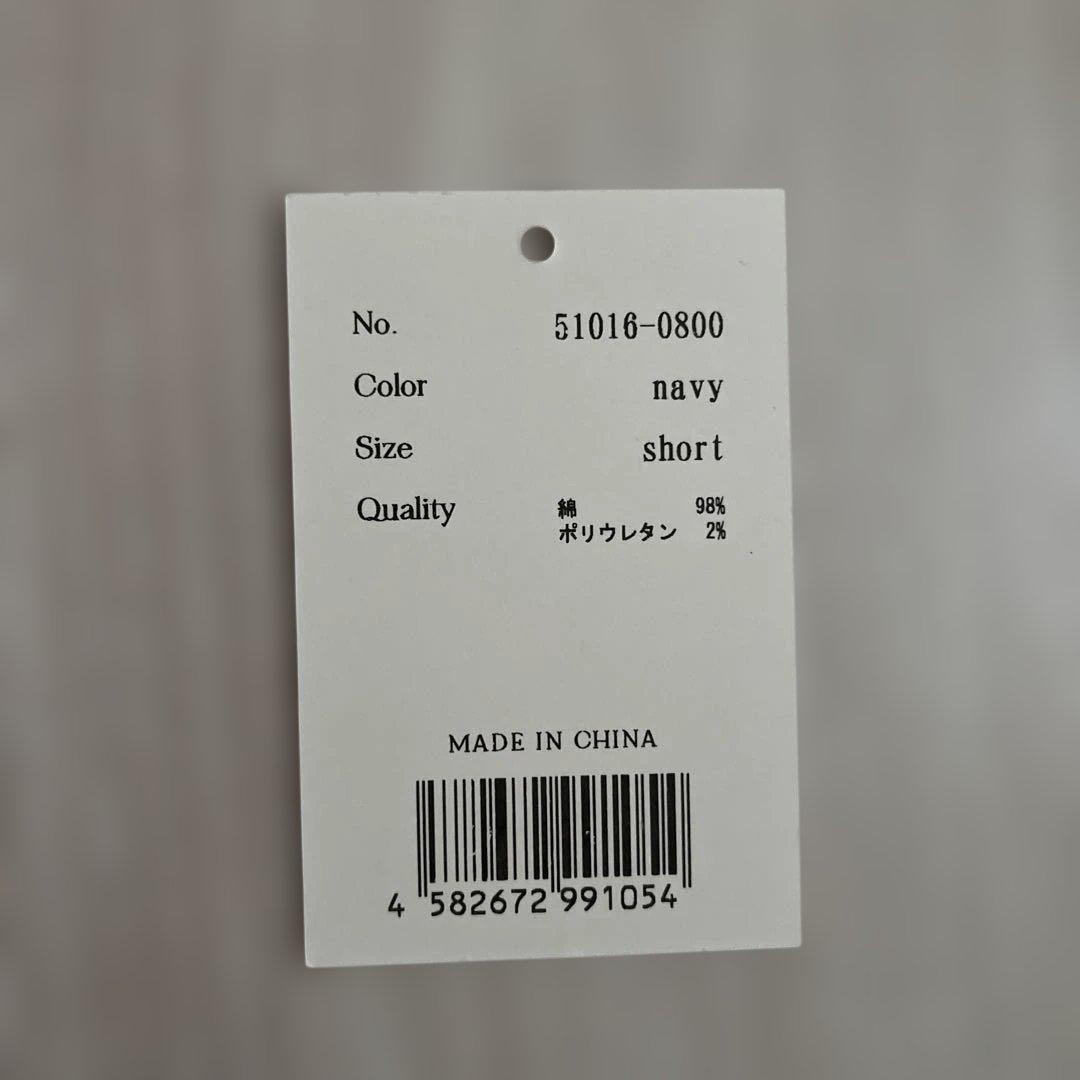 No. 51016-0800
Color navy
Size short
Quality 綿 98%
ポリウレタン 2%
MADE IN CHINA
4 582672 991054